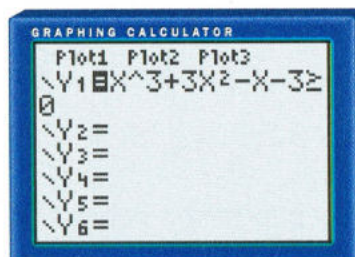 GRAPHING CALCULATOR
Plot1 Plot2 Plot3
\Y1=X^3+3X²-X-3≥
0
\Y2=
\Y3=
\Y4=
\Y5=
\Y6=